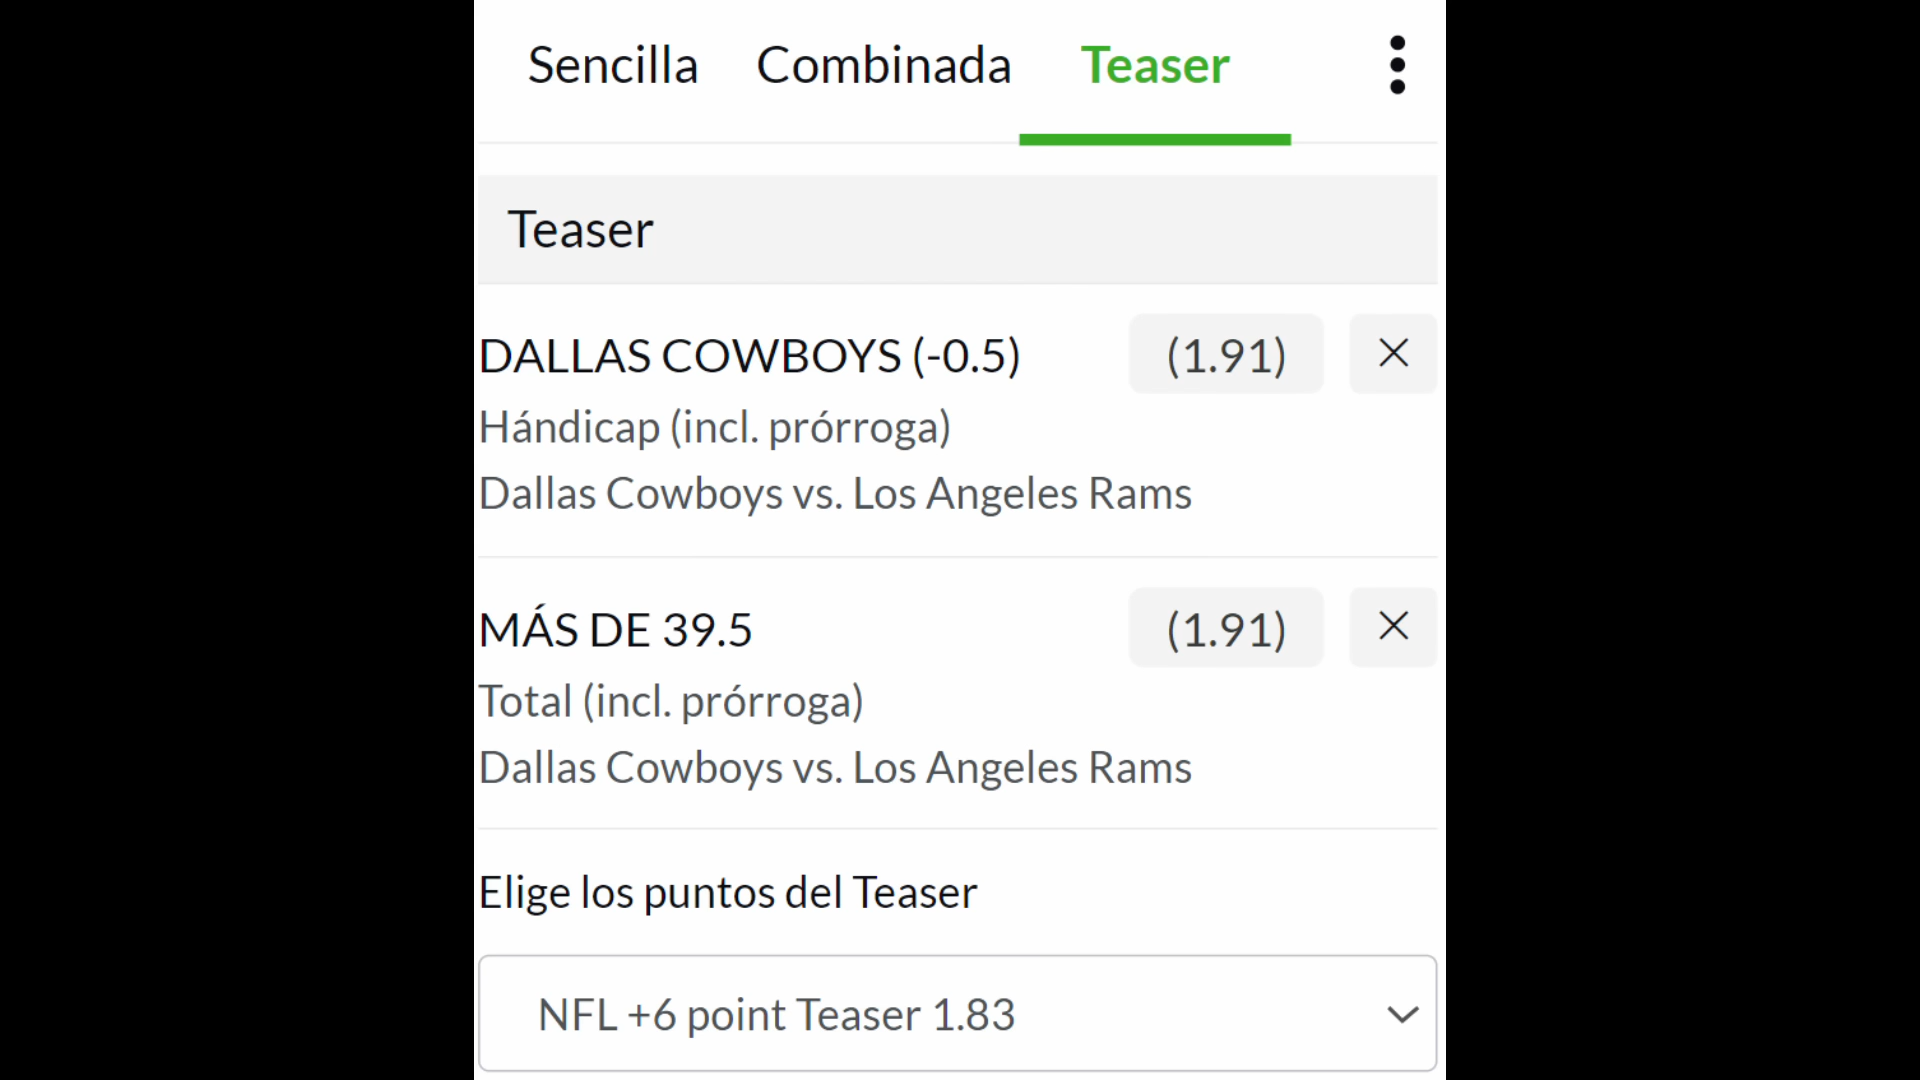 Sencilla Combinada Teaser
Teaser
DALLAS COWBOYS (-0.5) (1.91)
Hándicap (incl. prórroga)
Dallas Cowboys vs. Los Angeles Rams
MÁS DE 39.5 (1.91)
Total (incl. prórroga)
Dallas Cowboys vs. Los Angeles Rams
Elige los puntos del Teaser
NFL +6 point Teaser 1.83